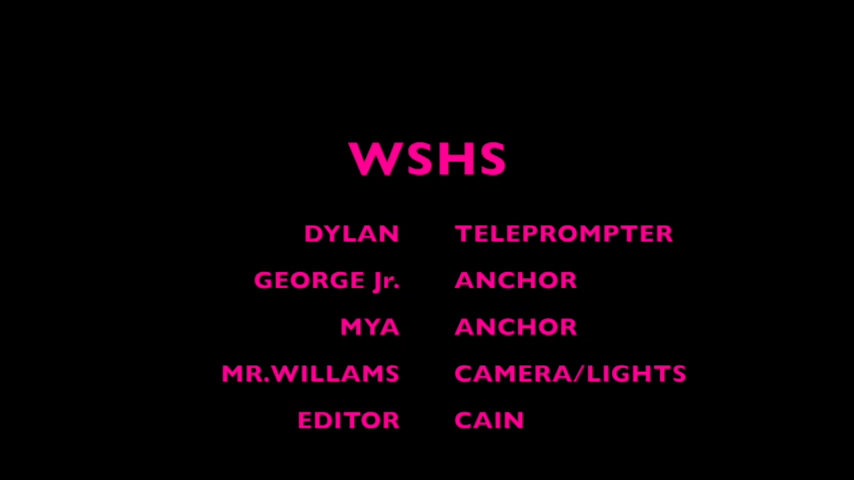 WSHS
DYLAN TELEPROMPTER
GEORGE Jr. ANCHOR
MYA ANCHOR
MR.WILLAMS CAMERA/LIGHTS
EDITOR CAIN